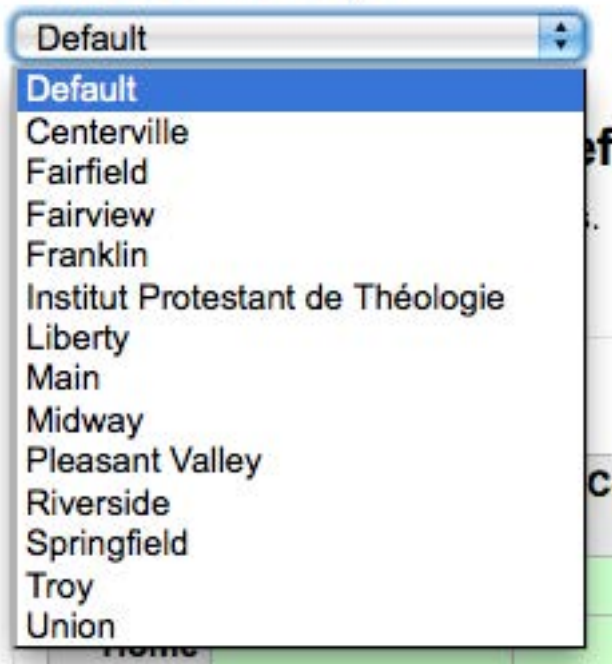 Default
Default
Centerville
Fairfield
Fairview
Franklin
Institut Protestant de Théologie
Liberty
Main
Midway
Pleasant Valley
Riverside
Springfield
Troy
Union